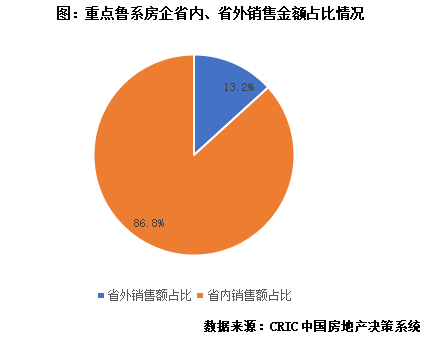 图：重点鲁系房企省内、省外销售金额占比情况
13.2%
86.8%
省外销售额占比 省内销售额占比
数据来源：CRIC中国房地产决策系统